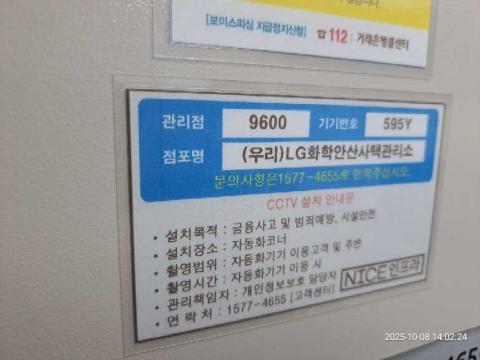 [보이스피싱 지급정지신청] ☎112 | 거래은행콜센터
관리점 9600 기기번호 595Y
점포명 (우리)LG화학안산사택관리소
문의사항은1577-4655로 연락주십시오.
CCTV 설치 안내문
• 설치목적 : 금융사고 및 범죄예방, 시설안전
• 설치장소 : 자동화코너
• 촬영범위 : 자동화기기 이용고객 및 주변
• 촬영시간 : 자동화기기 이용 시
• 관리책임자 : 개인정보보호 담당자
• 연 락 처 : 1577-4655 [고객센터]
NICE인프라
2025-10-08 14:02:24